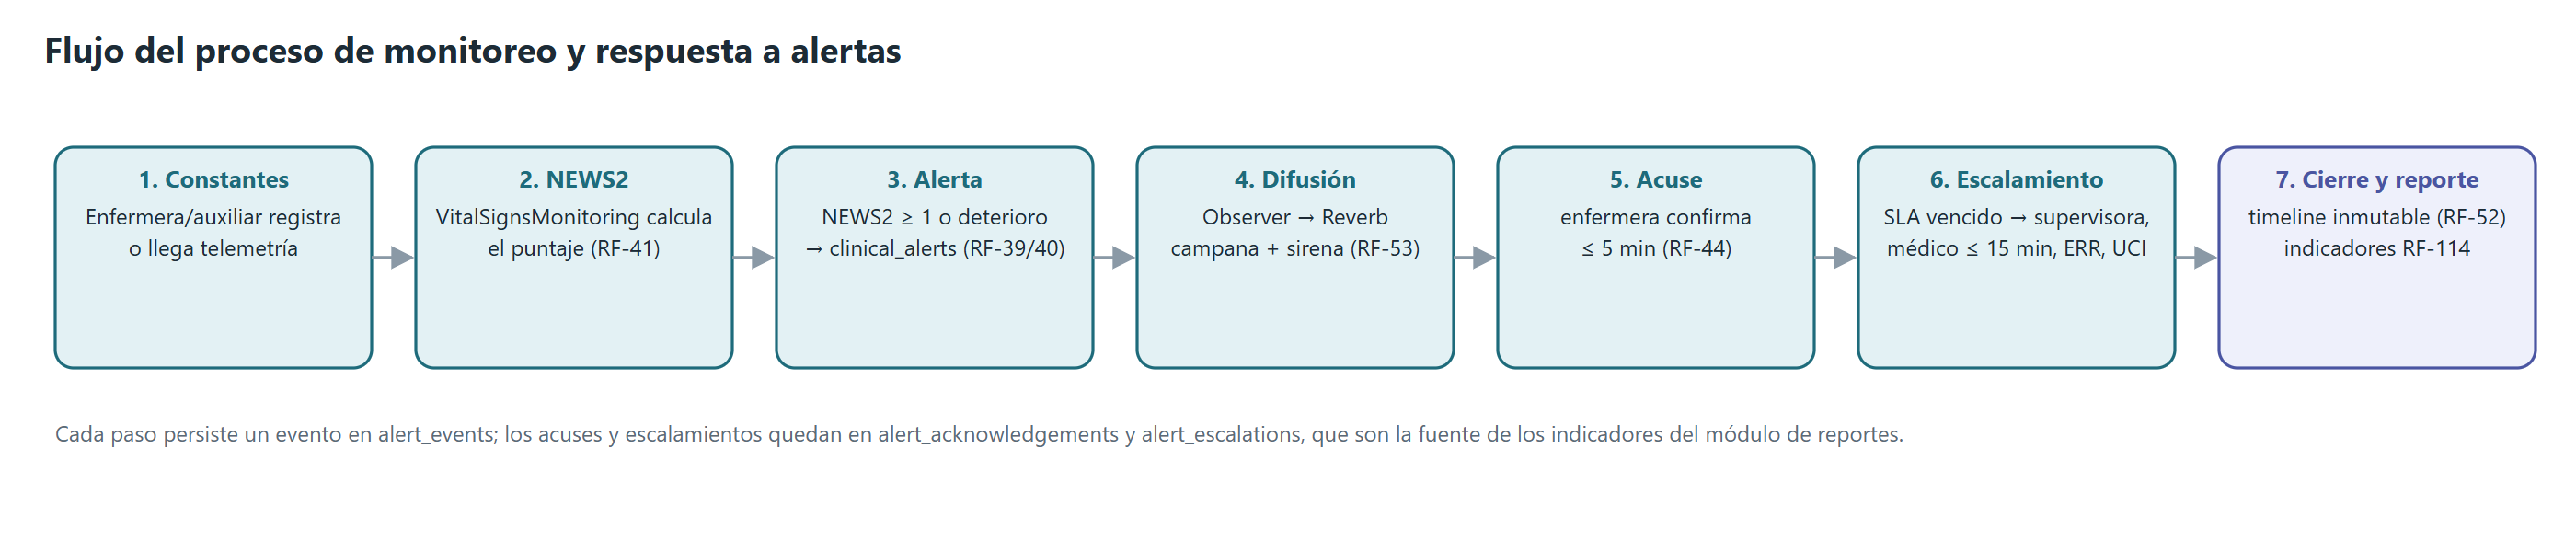 Flujo del proceso de monitoreo y respuesta a alertas
1. Constantes
Enfermera/auxiliar registra
o llega telemetría
2. NEWS2
VitalSignsMonitoring calcula
el puntaje (RF-41)
3. Alerta
NEWS2 ≥ 1 o deterioro
→ clinical_alerts (RF-39/40)
4. Difusión
Observer → Reverb
campana + sirena (RF-53)
5. Acuse
enfermera confirma
≤ 5 min (RF-44)
6. Escalamiento
SLA vencido → supervisora,
médico ≤ 15 min, ERR, UCI
7. Cierre y reporte
timeline inmutable (RF-52)
indicadores RF-114
Cada paso persiste un evento en alert_events; los acuses y escalamientos quedan en alert_acknowledgements y alert_escalations, que son la fuente de los indicadores del módulo de reportes.